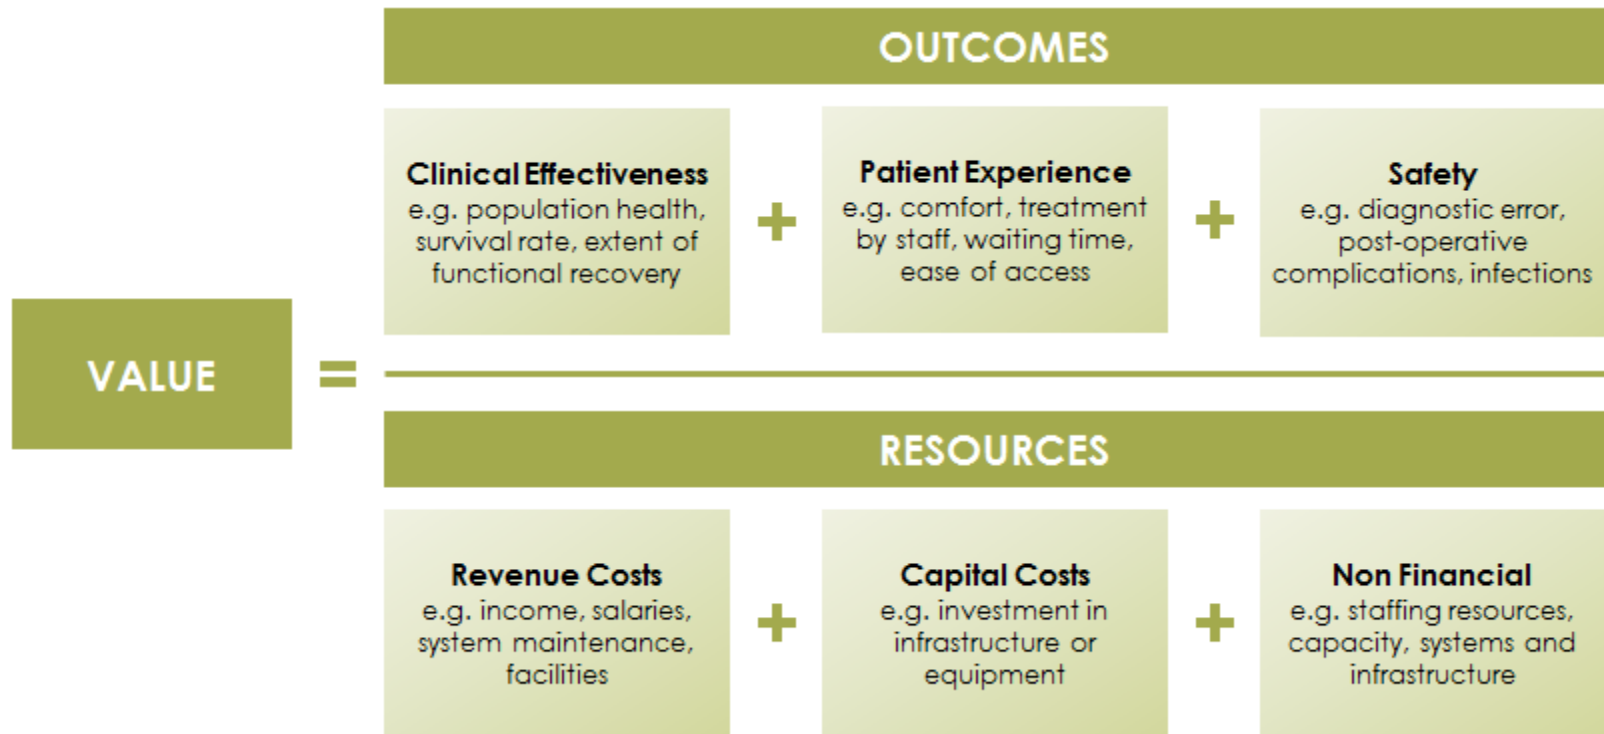 OUTCOMES
Clinical Effectiveness
e.g. population health,
survival rate, extent of
functional recovery
+
Patient Experience
e.g. comfort, treatment
by staff, waiting time,
ease of access
+
Safety
e.g. diagnostic error,
post-operative
complications, infections
VALUE
=
RESOURCES
Revenue Costs
e.g. income, salaries,
system maintenance,
facilities
+
Capital Costs
e.g. investment in
infrastructure or
equipment
+
Non Financial
e.g. staffing resources,
capacity, systems and
infrastructure